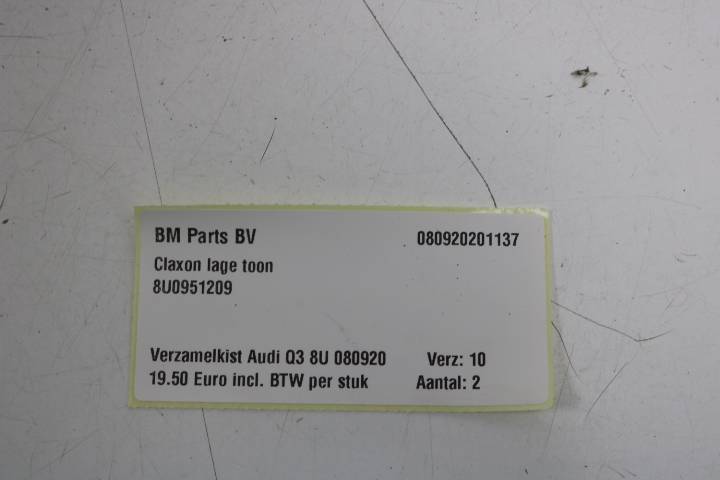 BM Parts BV 080920201137
Claxon lage toon
8U0951209
Verzamelkist Audi Q3 8U 080920 Verz: 10
19.50 Euro incl. BTW per stuk Aantal: 2